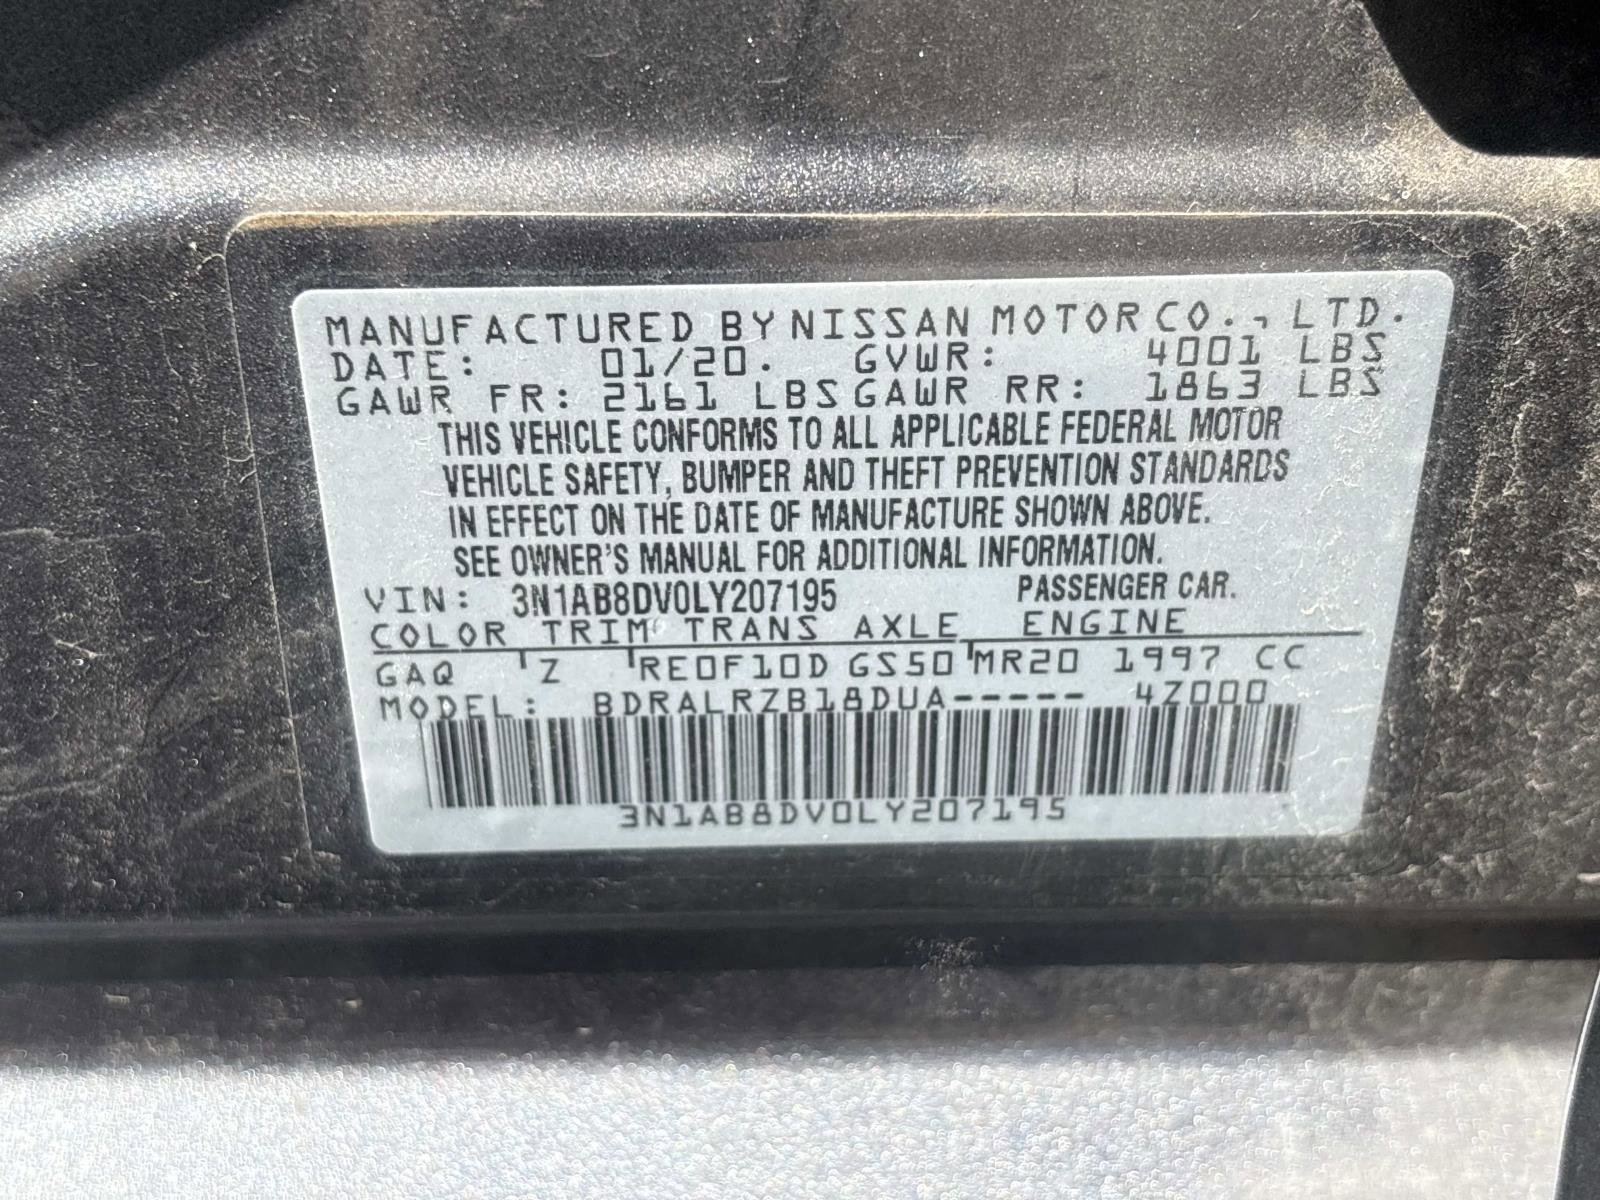 MANUFACTURED BY NISSAN MOTOR CO., LTD.
DATE: 01/20. GVWR: 4001 LBS
GAWR FR: 2161 LBS GAWR RR: 1863 LBS
THIS VEHICLE CONFORMS TO ALL APPLICABLE FEDERAL MOTOR
VEHICLE SAFETY, BUMPER AND THEFT PREVENTION STANDARDS
IN EFFECT ON THE DATE OF MANUFACTURE SHOWN ABOVE.
SEE OWNER'S MANUAL FOR ADDITIONAL INFORMATION.
VIN: 3N1AB8DV0LY207195 PASSENGER CAR.
COLOR TRIM TRANS AXLE ENGINE
GAQ Z RE0F10D GS50 MR20 1997 CC
MODEL: BDRALRZB18DUA----- 4Z000
3N1AB8DV0LY207195